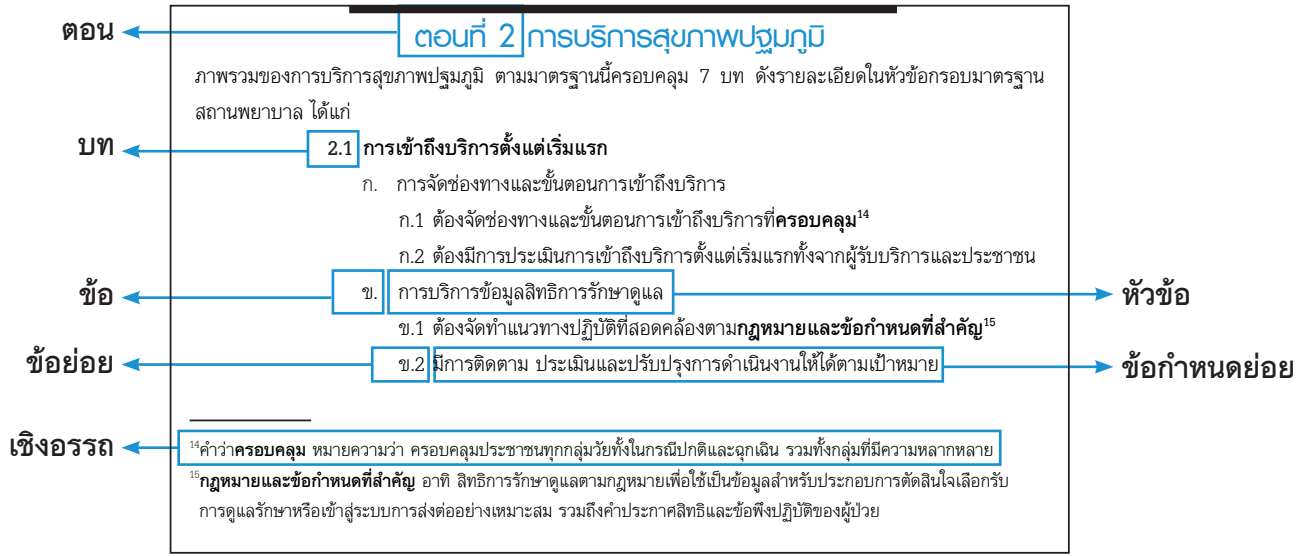 ตอน
ตอนที่ 2 การบริการสุขภาพปฐมภูมิ
ภาพรวมของการบริการสุขภาพปฐมภูมิ ตามมาตรฐานนี้ครอบคลุม 7 บท ดังรายละเอียดในหัวข้อกรอบมาตรฐาน
สถานพยาบาล ได้แก่
บท
2.1 การเข้าถึงบริการตั้งแต่เริ่มแรก
ก. การจัดช่องทางและขั้นตอนการเข้าถึงบริการ
ก.1 ต้องจัดช่องทางและขั้นตอนการเข้าถึงบริการที่ครอบคลุม¹⁴
ก.2 ต้องมีการประเมินการเข้าถึงบริการตั้งแต่เริ่มแรกทั้งจากผู้รับบริการและประชาชน
ข้อ
ข. การบริการข้อมูลสิทธิการรักษาดูแล
หัวข้อ
ข.1 ต้องจัดทำแนวทางปฏิบัติที่สอดคล้องตามกฎหมายและข้อกำหนดที่สำคัญ¹⁵
ข้อย่อย
ข.2 มีการติดตาม ประเมินและปรับปรุงการดำเนินงานให้ได้ตามเป้าหมาย
ข้อกำหนดย่อย
เชิงอรรถ
¹⁴คำว่าครอบคลุม หมายความว่า ครอบคลุมประชาชนทุกกลุ่มวัยทั้งในกรณีปกติและฉุกเฉิน รวมทั้งกลุ่มที่มีความหลากหลาย
¹⁵กฎหมายและข้อกำหนดที่สำคัญ อาทิ สิทธิการรักษาดูแลตามกฎหมายเพื่อใช้เป็นข้อมูลสำหรับประกอบการตัดสินใจเลือกรับ
การดูแลรักษาหรือเข้าสู่ระบบการส่งต่ออย่างเหมาะสม รวมถึงคำประกาศสิทธิและข้อพึงปฏิบัติของผู้ป่วย